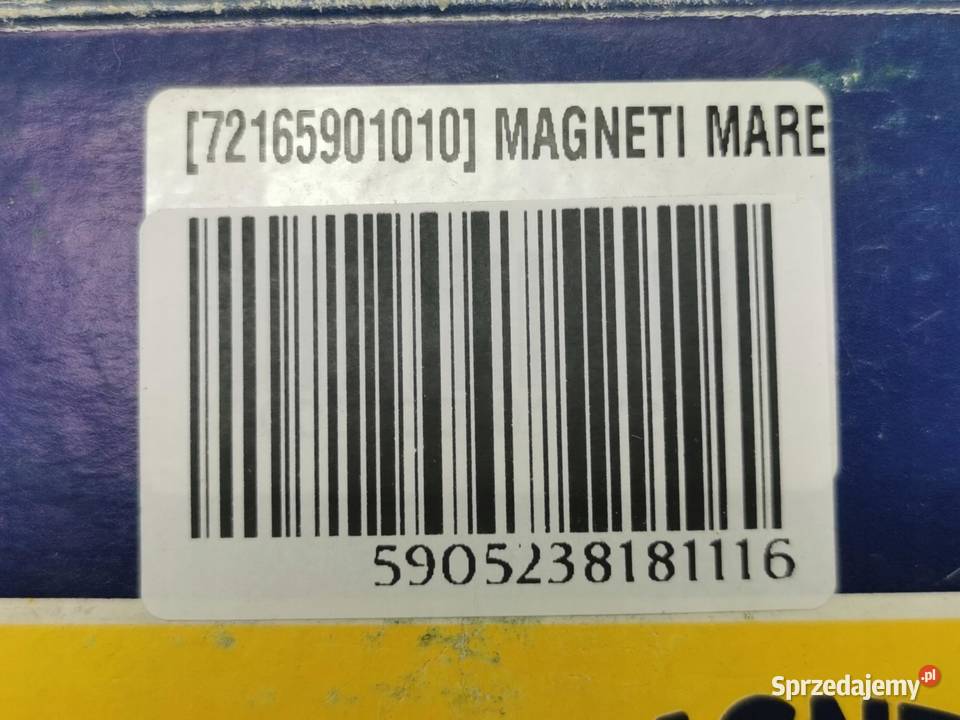 [72165901010] MAGNETI MARE
5905238181116
Sprzedajemy.pl